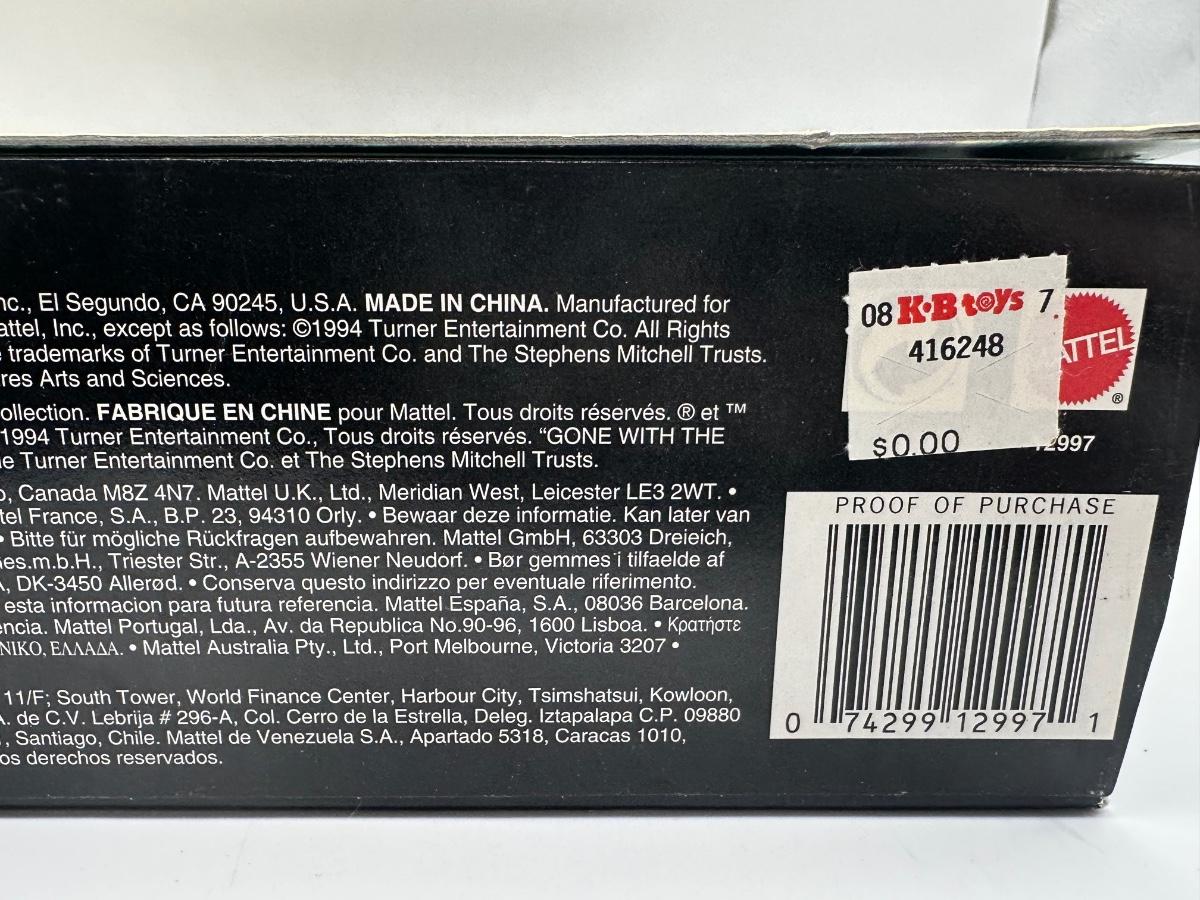 nc., El Segundo, CA 90245, U.S.A. MADE IN CHINA. Manufactured for
attel, Inc., except as follows: ©1994 Turner Entertainment Co. All Rights
trademarks of Turner Entertainment Co. and The Stephens Mitchell Trusts.
res Arts and Sciences.
ollection. FABRIQUE EN CHINE pour Mattel. Tous droits réservés. ® et ™
1994 Turner Entertainment Co., Tous droits réservés. “GONE WITH THE
e Turner Entertainment Co. et The Stephens Mitchell Trusts.
o, Canada M8Z 4N7. Mattel U.K., Ltd., Meridian West, Leicester LE3 2WT. •
tel France, S.A., B.P. 23, 94310 Orly. • Bewaar deze informatie. Kan later van
• Bitte für mögliche Rückfragen aufbewahren. Mattel GmbH, 63303 Dreieich,
es.m.b.H., Triester Str., A-2355 Wiener Neudorf. • Bør gemmes i tilfaelde af
A, DK-3450 Allerød. • Conserva questo indirizzo per eventuale riferimento.
esta informacion para futura referencia. Mattel España, S.A., 08036 Barcelona.
encia. Mattel Portugal, Lda., Av. da Republica No.90-96, 1600 Lisboa. • Κρατήστε
ΝΙΚΟ, ΕΛΛΑΔΑ. • Mattel Australia Pty., Ltd., Port Melbourne, Victoria 3207 •
11/F; South Tower, World Finance Center, Harbour City, Tsimshatsui, Kowloon,
A. de C.V. Lebrija # 296-A, Col. Cerro de la Estrella, Deleg. Iztapalapa C.P. 09880
, Santiago, Chile. Mattel de Venezuela S.A., Apartado 5318, Caracas 1010,
os derechos reservados.
08 K·B toys 7.
416248
$0.00
ATTEL
®
12997
PROOF OF PURCHASE
0 74299 12997 1